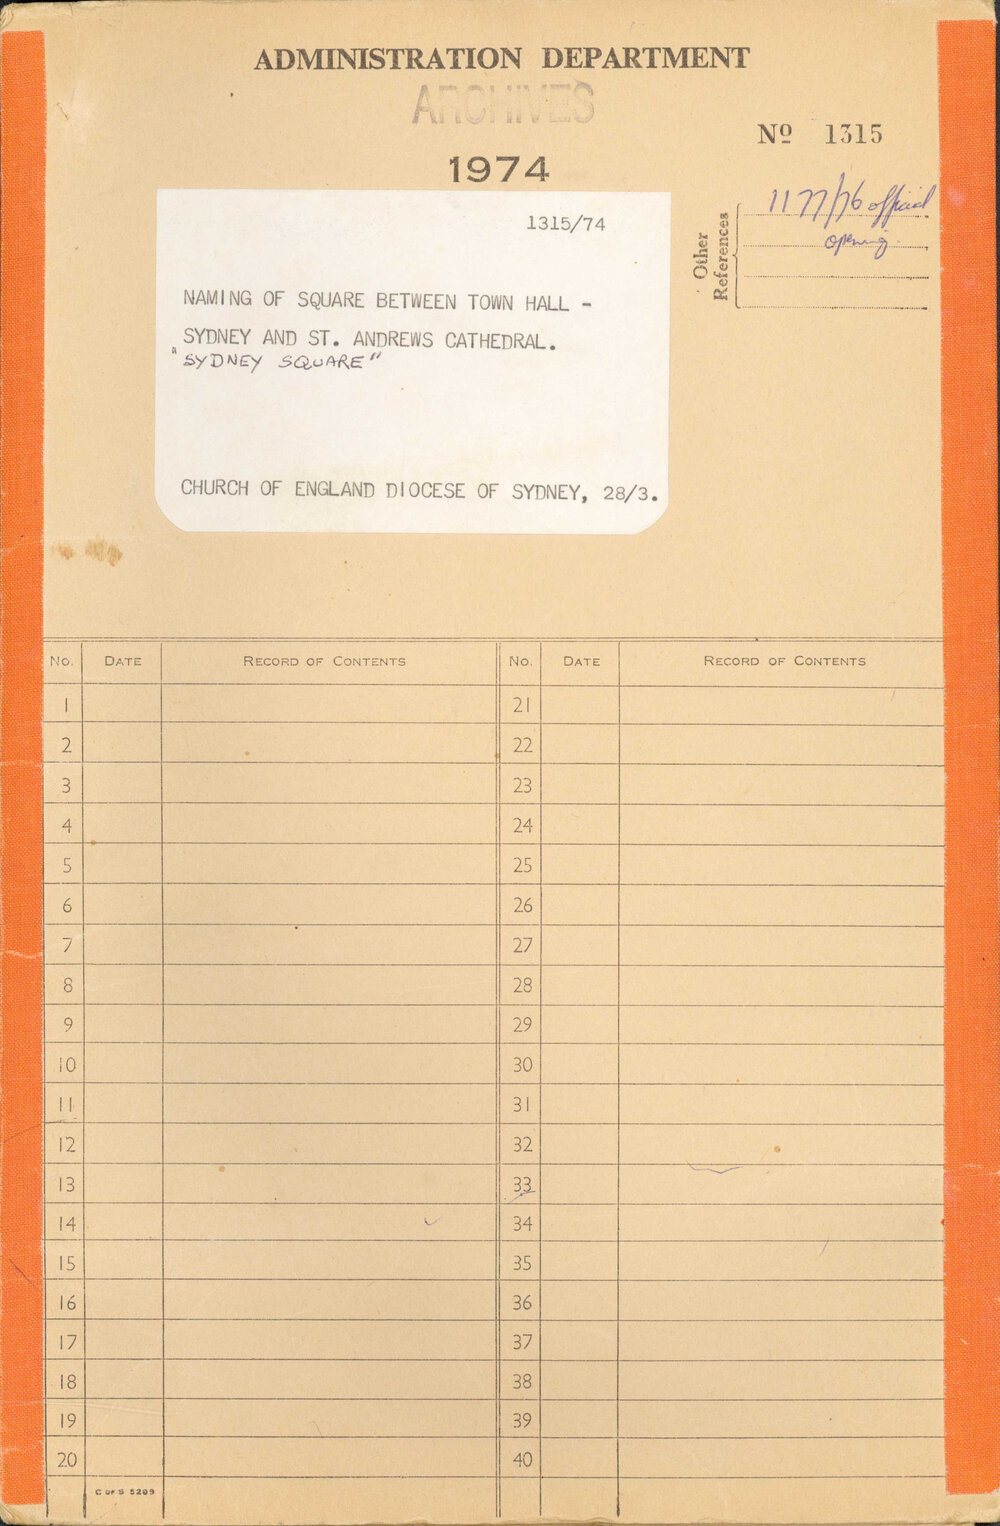 ADMINISTRATION DEPARTMENT
ARCHIVES
Nº 1315
1974
Other References
1177/76 official
opening.
1315/74
NAMING OF SQUARE BETWEEN TOWN HALL -
SYDNEY AND ST. ANDREWS CATHEDRAL.
"SYDNEY SQUARE"
CHURCH OF ENGLAND DIOCESE OF SYDNEY, 28/3.
No. DATE RECORD OF CONTENTS No. DATE RECORD OF CONTENTS
1 21
2 22
3 23
4 24
5 25
6 26
7 27
8 28
9 29
10 30
11 31
12 32
13 33
14 34
15 35
16 36
17 37
18 38
19 39
20 40
C OF S 5209